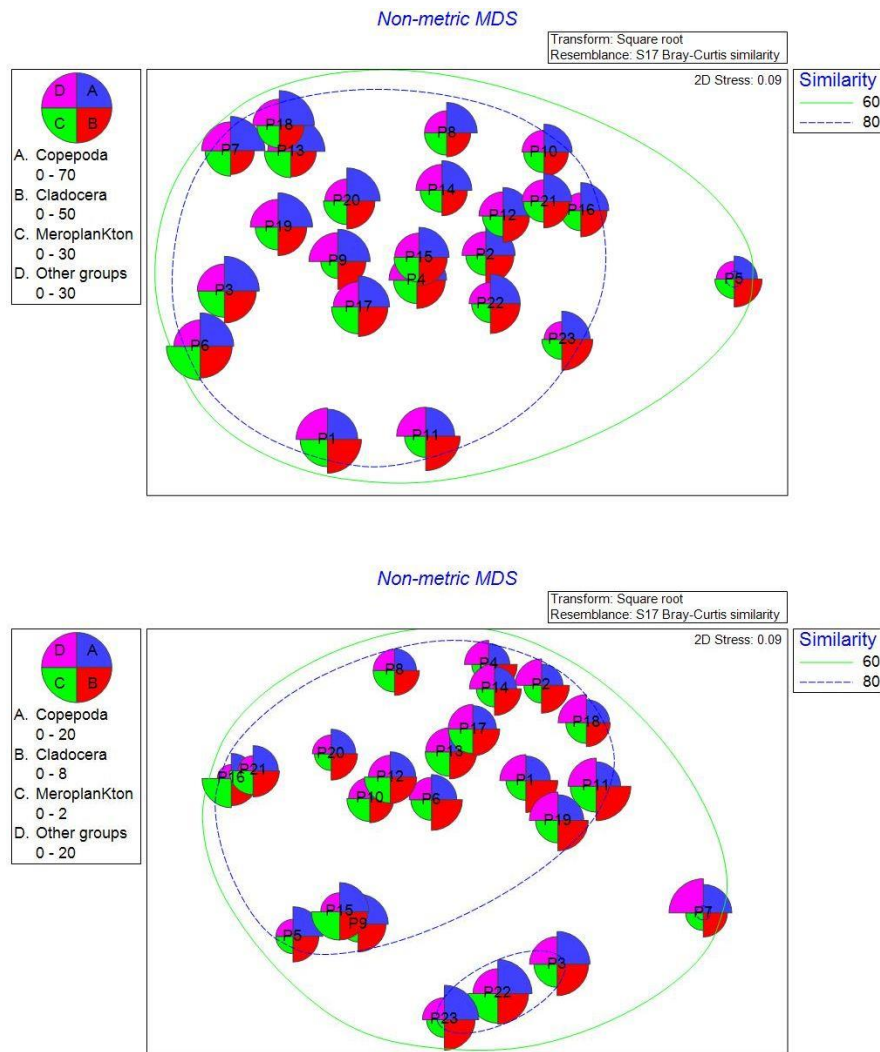 Non-metric MDS
Transform: Square root
Resemblance: S17 Bray-Curtis similarity
2D Stress: 0.09
Similarity
60
80
D A
C B
A. Copepoda
0 - 70
B. Cladocera
0 - 50
C. MeroplanKton
0 - 30
D. Other groups
0 - 30
P18
P8
P7
P13
P10
P14
P20
P21
P12
P16
P19
P15
P2
P9
P4
P5
P3
P17
P22
P23
P6
P1
P11
Non-metric MDS
Transform: Square root
Resemblance: S17 Bray-Curtis similarity
2D Stress: 0.09
Similarity
60
80
D A
C B
A. Copepoda
0 - 20
B. Cladocera
0 - 8
C. MeroplanKton
0 - 2
D. Other groups
0 - 20
P4
P8
P2
P14
P18
P17
P20
P13
P21
P16
P12
P1
P11
P10
P6
P19
P15
P7
P9
P5
P3
P22
P23